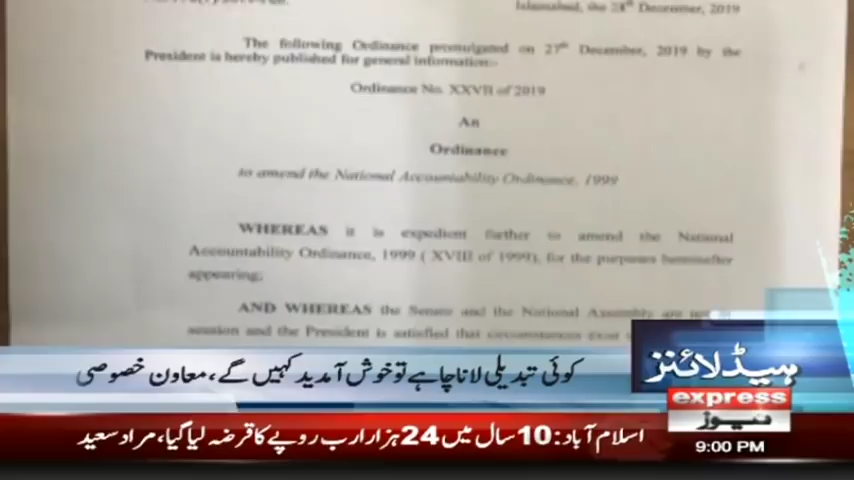 Islamabad, the 28th December, 2019
The following Ordinance promulgated on 27th December, 2019 by the
President is hereby published for general information:-
Ordinance No. XXVII of 2019
An
Ordinance
to amend the National Accountability Ordinance, 1999
WHEREAS it is expedient further to amend the National
Accountability Ordinance, 1999 ( XVIII of 1999), for the purposes hereinafter
appearing;
AND WHEREAS the Senate and the National Assembly are not in
session and the President is satisfied that circumstances exist
ہیڈلائنز
کوئی تبدیلی لانا چاہے تو خوش آمدید کہیں گے، معاون خصوصی
express
نیوز
9:00 PM
اسلام آباد: 10 سال میں 24 ہزار ارب روپے کا قرضہ لیا گیا، مراد سعید